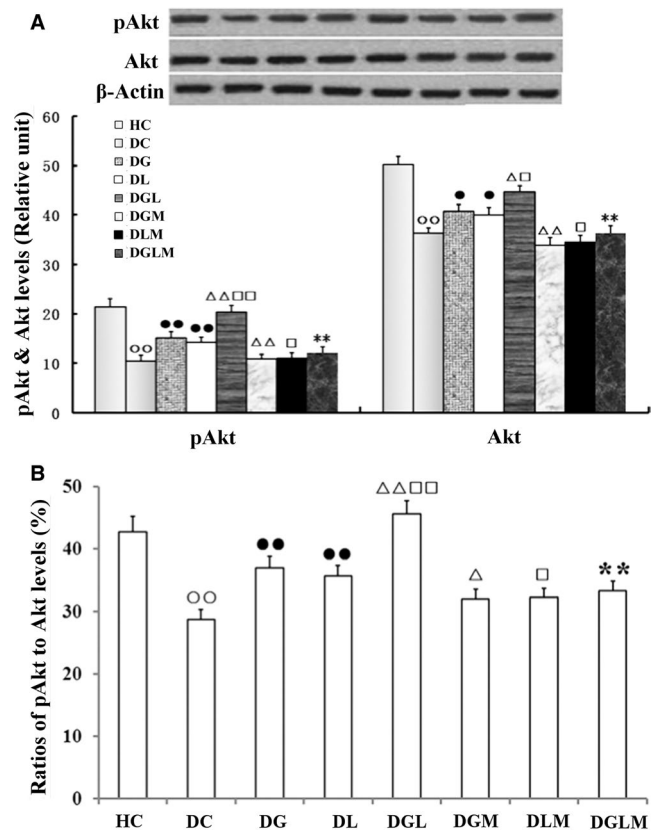 A
pAkt
Akt
β-Actin
pAkt & Akt levels (Relative unit)
60
50
40
30
20
10
0
HC
DC
DG
DL
DGL
DGM
DLM
DGLM
○○
●●
●●
△△□□
△△
□
**
○○
●
●
△□
△△
□
**
pAkt
Akt
B
Ratios of pAkt to Akt levels (%)
50
40
30
20
10
0
○○
●●
●●
△△□□
△
□
**
HC DC DG DL DGL DGM DLM DGLM